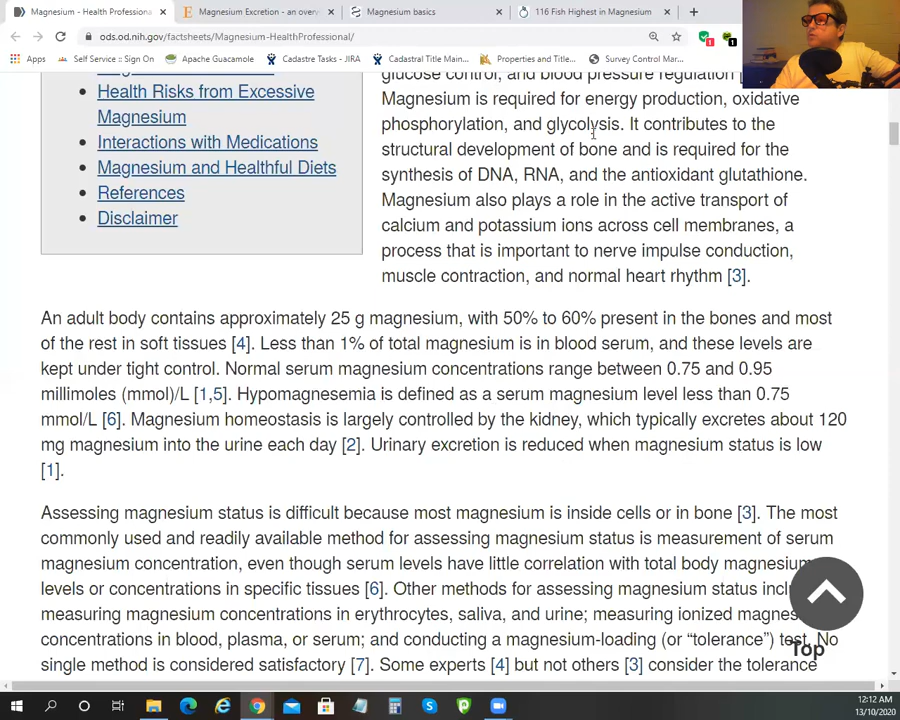 Magnesium - Health Professional
Magnesium Excretion - an overv
Magnesium basics
116 Fish Highest in Magnesium
ods.od.nih.gov/factsheets/Magnesium-HealthProfessional/
Apps
Self Service :: Sign On
Apache Guacamole
Cadastre Tasks - JIRA
Cadastral Title Main...
Properties and Title...
Survey Control Mar...
Health Risks from Excessive
Magnesium
Interactions with Medications
Magnesium and Healthful Diets
References
Disclaimer
glucose control, and blood pressure regulation
Magnesium is required for energy production, oxidative
phosphorylation, and glycolysis. It contributes to the
structural development of bone and is required for the
synthesis of DNA, RNA, and the antioxidant glutathione.
Magnesium also plays a role in the active transport of
calcium and potassium ions across cell membranes, a
process that is important to nerve impulse conduction,
muscle contraction, and normal heart rhythm [3].
An adult body contains approximately 25 g magnesium, with 50% to 60% present in the bones and most
of the rest in soft tissues [4]. Less than 1% of total magnesium is in blood serum, and these levels are
kept under tight control. Normal serum magnesium concentrations range between 0.75 and 0.95
millimoles (mmol)/L [1,5]. Hypomagnesemia is defined as a serum magnesium level less than 0.75
mmol/L [6]. Magnesium homeostasis is largely controlled by the kidney, which typically excretes about 120
mg magnesium into the urine each day [2]. Urinary excretion is reduced when magnesium status is low
[1].
Assessing magnesium status is difficult because most magnesium is inside cells or in bone [3]. The most
commonly used and readily available method for assessing magnesium status is measurement of serum
magnesium concentration, even though serum levels have little correlation with total body magnesium
levels or concentrations in specific tissues [6]. Other methods for assessing magnesium status inclu
measuring magnesium concentrations in erythrocytes, saliva, and urine; measuring ionized magnes
concentrations in blood, plasma, or serum; and conducting a magnesium-loading (or “tolerance”) test. No
single method is considered satisfactory [7]. Some experts [4] but not others [3] consider the tolerance
Top
12:12 AM
13/10/2020